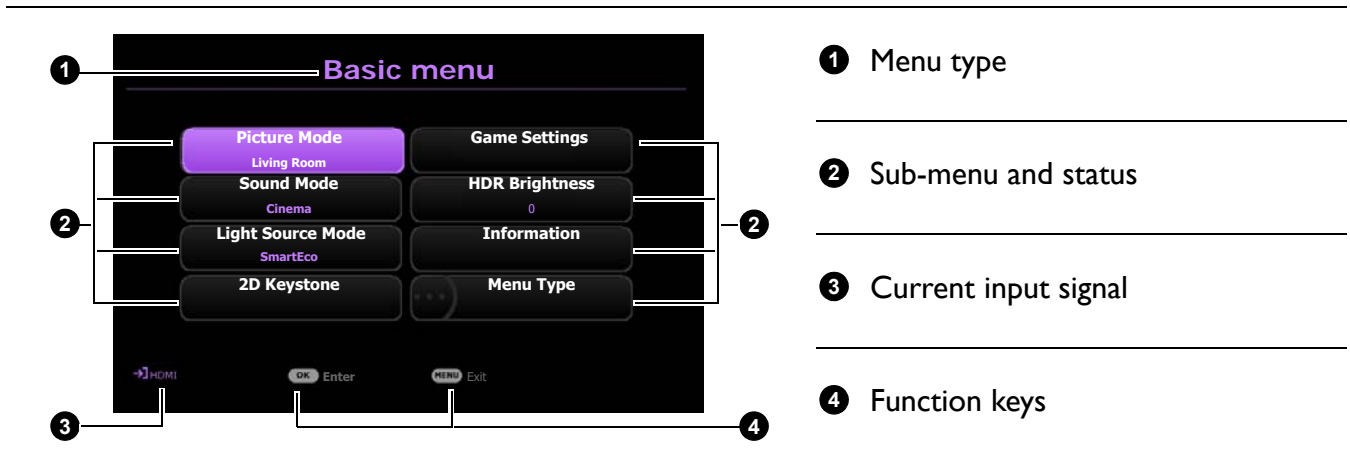 1
Basic menu
Picture Mode
Living Room
Game Settings
Sound Mode
Cinema
HDR Brightness
0
2
Light Source Mode
SmartEco
Information
2
2D Keystone
Menu Type
HDMI
OK Enter
MENU Exit
3
4
1 Menu type
2 Sub-menu and status
3 Current input signal
4 Function keys